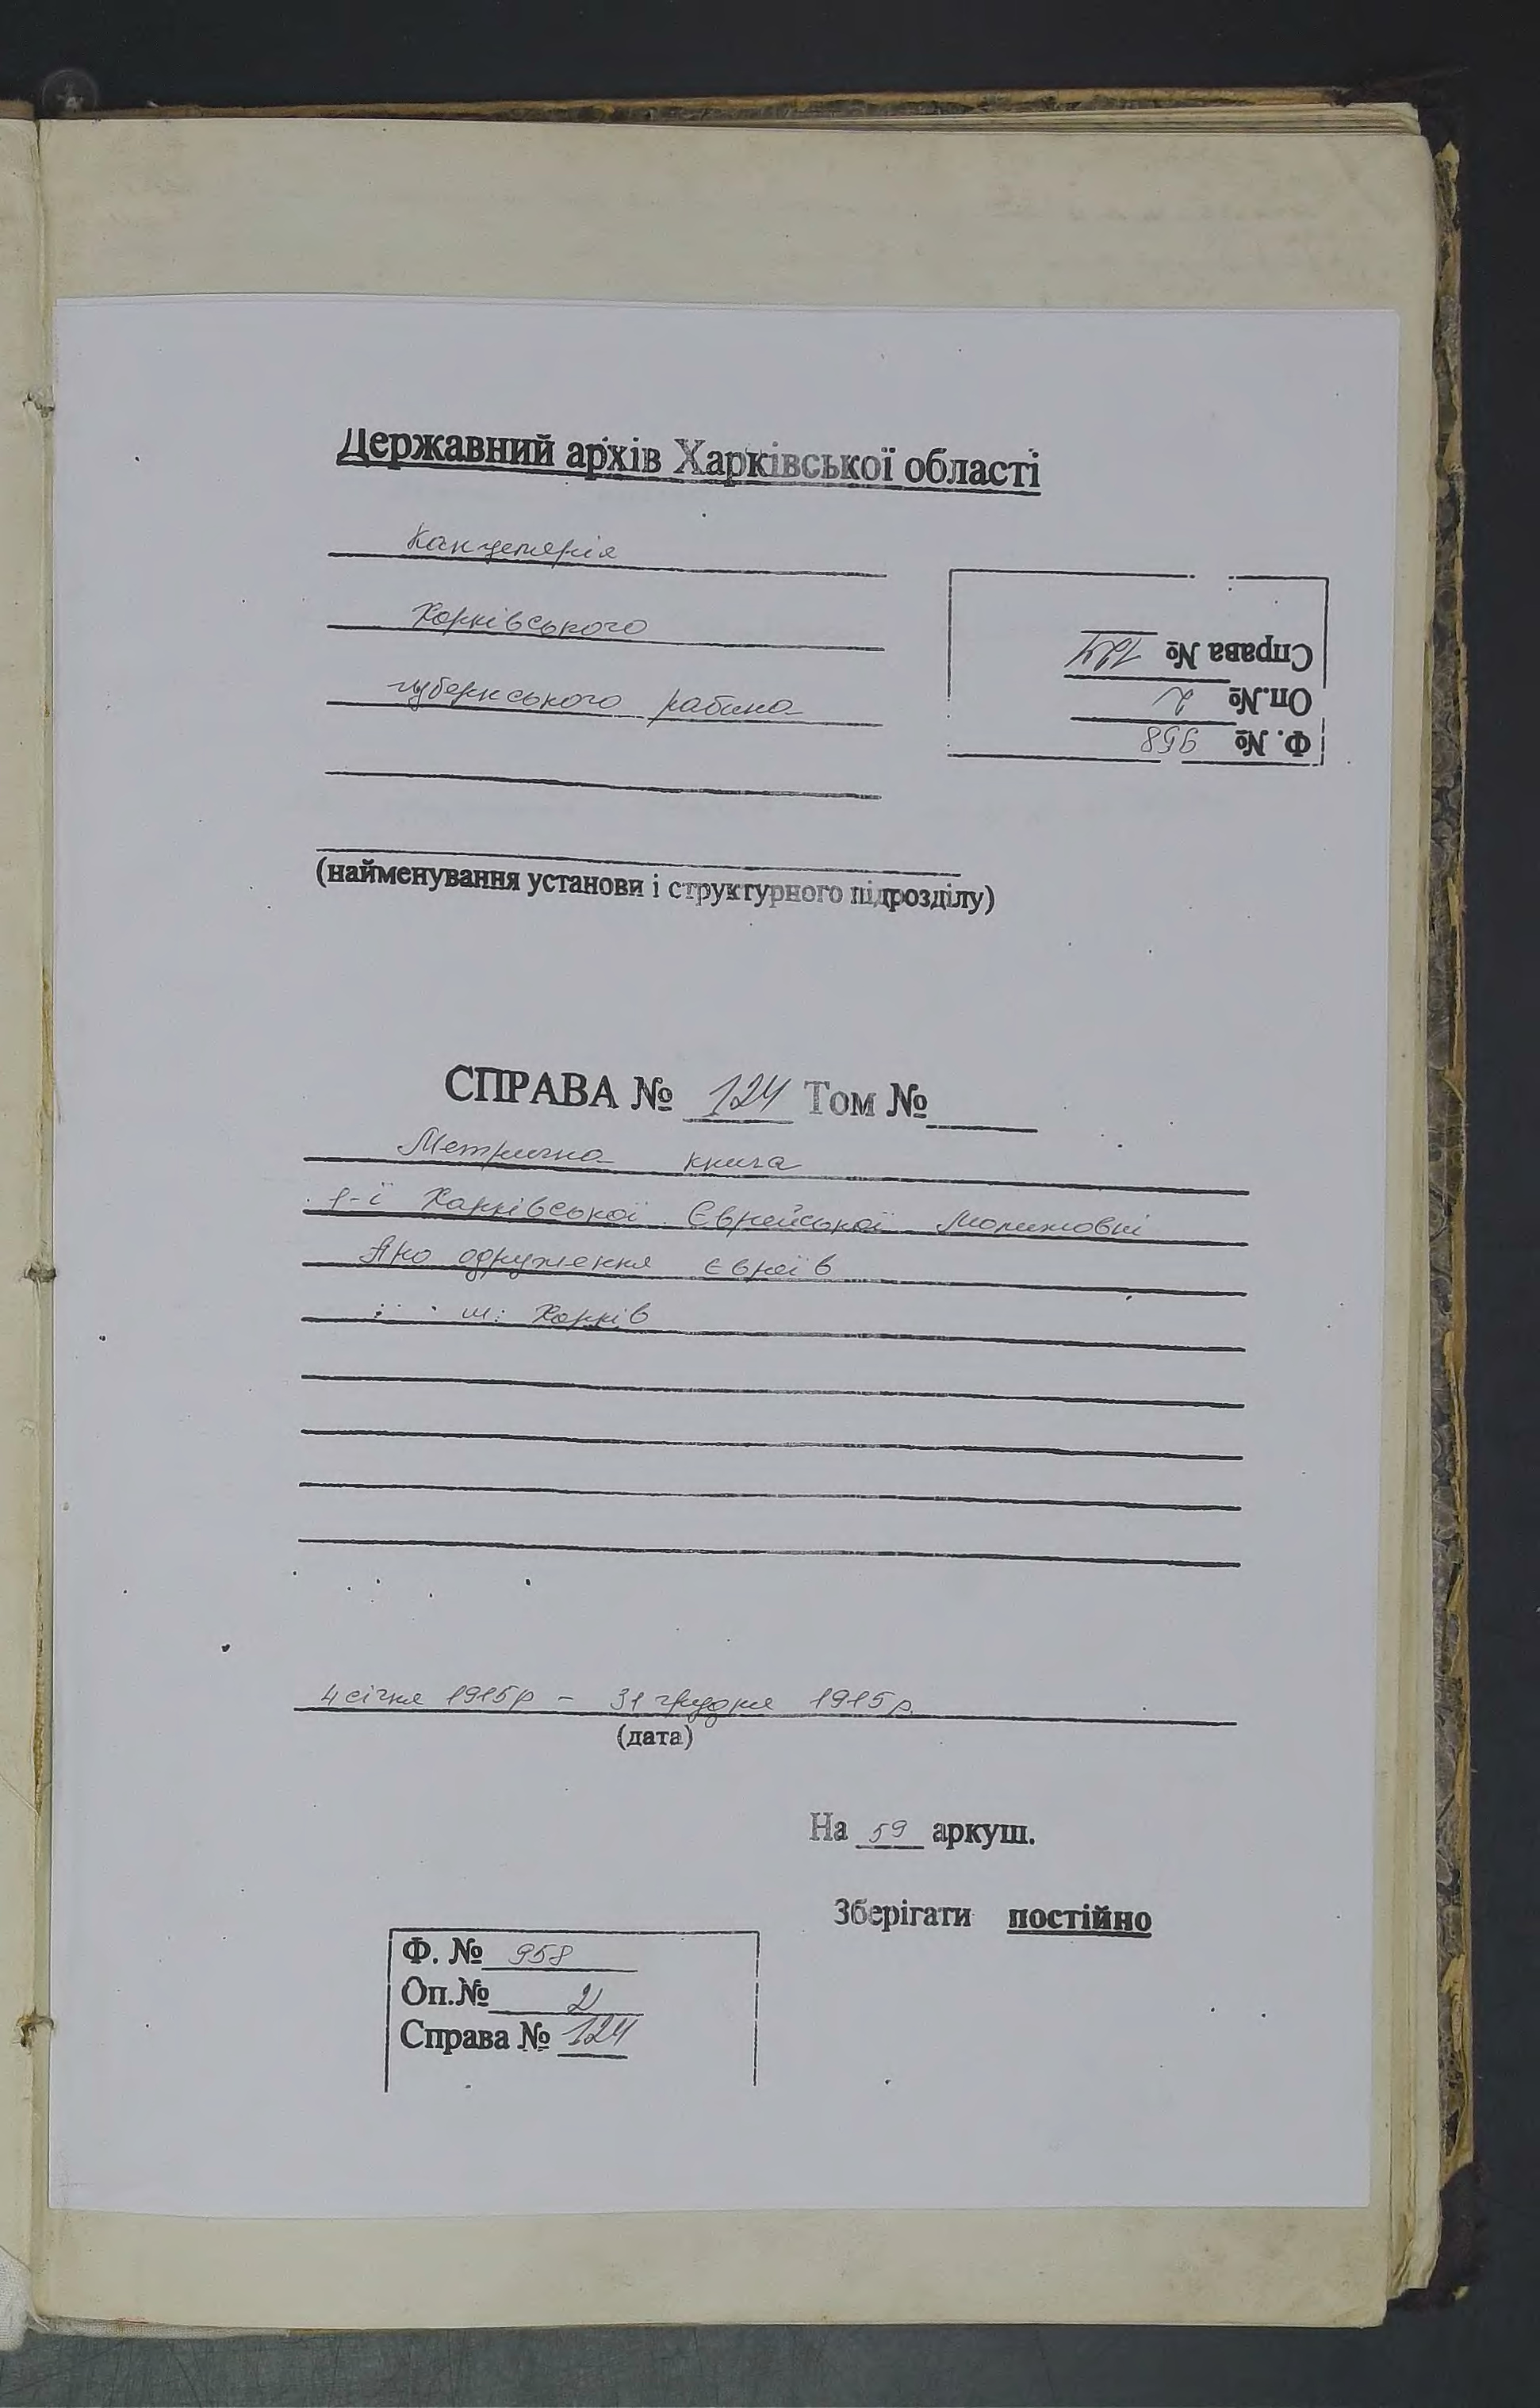 Державний архів Харківської області
Канцелярія
Харківського
губернського рабина
Справа № 124
Оп.№ 2
Ф. № 958
(найменування установи і структурного підрозділу)
СПРАВА № 124 Том №
Метрична книга
1-ї Харківської Єврейської Молитовні
про одруження євреїв
м. Харків
4 січня 1915 р - 31 грудня 1915 р.
(дата)
На 59 аркуш.
Зберігати постійно
Ф. № 958
Оп.№ 2
Справа № 124